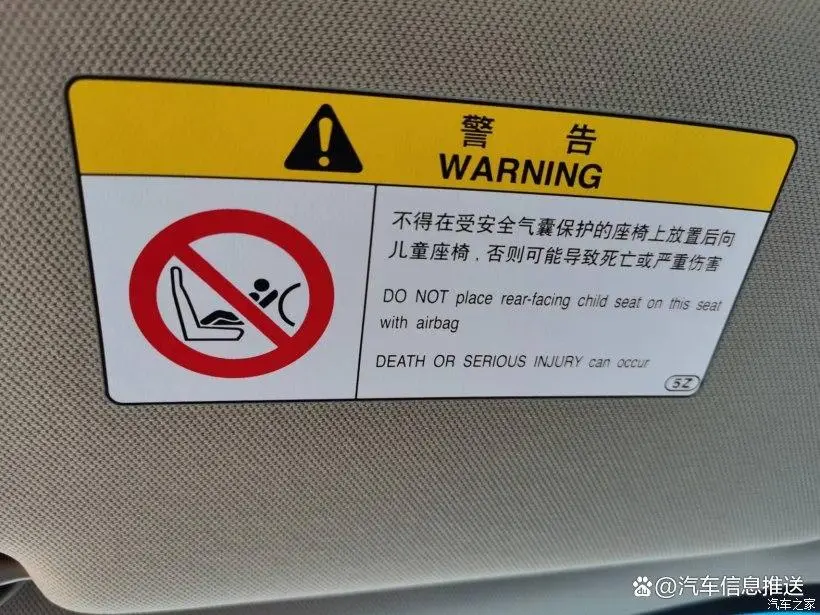 警告
WARNING
不得在受安全气囊保护的座椅上放置后向
儿童座椅，否则可能导致死亡或严重伤害
DO NOT place rear-facing child seat on this seat
with airbag
DEATH OR SERIOUS INJURY can occur
5Z
汽车信息推送
汽车之家